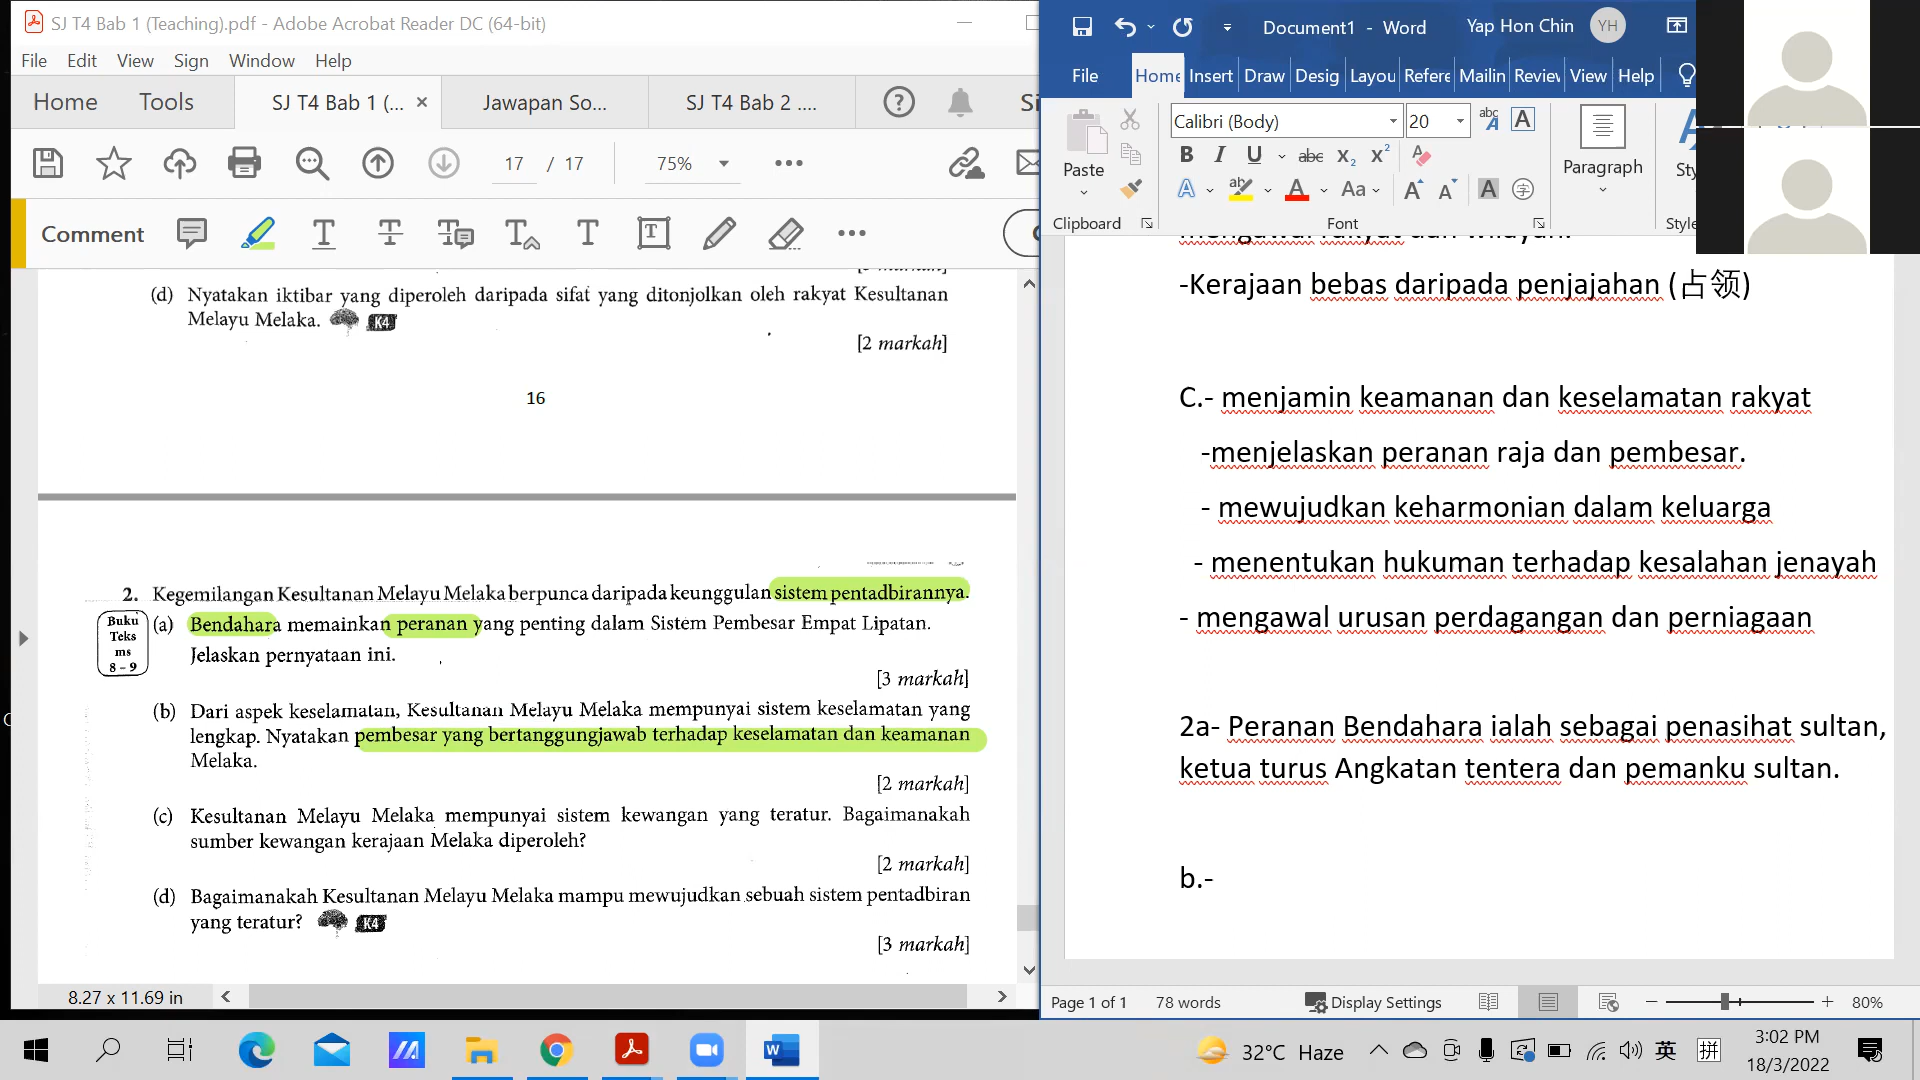 SJ T4 Bab 1 (Teaching).pdf - Adobe Acrobat Reader DC (64-bit)
File Edit View Sign Window Help
Home Tools SJ T4 Bab 1 (... × Jawapan So... SJ T4 Bab 2 ....
17 / 17 75%
Comment
(d) Nyatakan iktibar yang diperoleh daripada sifat yang ditonjolkan oleh rakyat Kesultanan
Melayu Melaka. K4
[2 markah]
16
2. Kegemilangan Kesultanan Melayu Melaka berpunca daripada keunggulan sistem pentadbirannya.
Buku
Teks
ms
8 – 9
(a) Bendahara memainkan peranan yang penting dalam Sistem Pembesar Empat Lipatan.
Jelaskan pernyataan ini.
[3 markah]
(b) Dari aspek keselamatan, Kesultanan Melayu Melaka mempunyai sistem keselamatan yang
lengkap. Nyatakan pembesar yang bertanggungjawab terhadap keselamatan dan keamanan
Melaka.
[2 markah]
(c) Kesultanan Melayu Melaka mempunyai sistem kewangan yang teratur. Bagaimanakah
sumber kewangan kerajaan Melaka diperoleh?
[2 markah]
(d) Bagaimanakah Kesultanan Melayu Melaka mampu mewujudkan sebuah sistem pentadbiran
yang teratur? K4
[3 markah]
8.27 x 11.69 in
Document1 - Word Yap Hon Chin YH
File Home Insert Draw Desig Layou Refere Mailin Review View Help
Calibri (Body) 20
Paste
Paragraph
Clipboard Font Style
mengawal rakyat dan wilayah.
-Kerajaan bebas daripada penjajahan (占领)
C.- menjamin keamanan dan keselamatan rakyat
-menjelaskan peranan raja dan pembesar.
- mewujudkan keharmonian dalam keluarga
- menentukan hukuman terhadap kesalahan jenayah
- mengawal urusan perdagangan dan perniagaan
2a- Peranan Bendahara ialah sebagai penasihat sultan,
ketua turus Angkatan tentera dan pemanku sultan.
b.-
Page 1 of 1 78 words Display Settings 80%
32°C Haze 英 拼 3:02 PM
18/3/2022